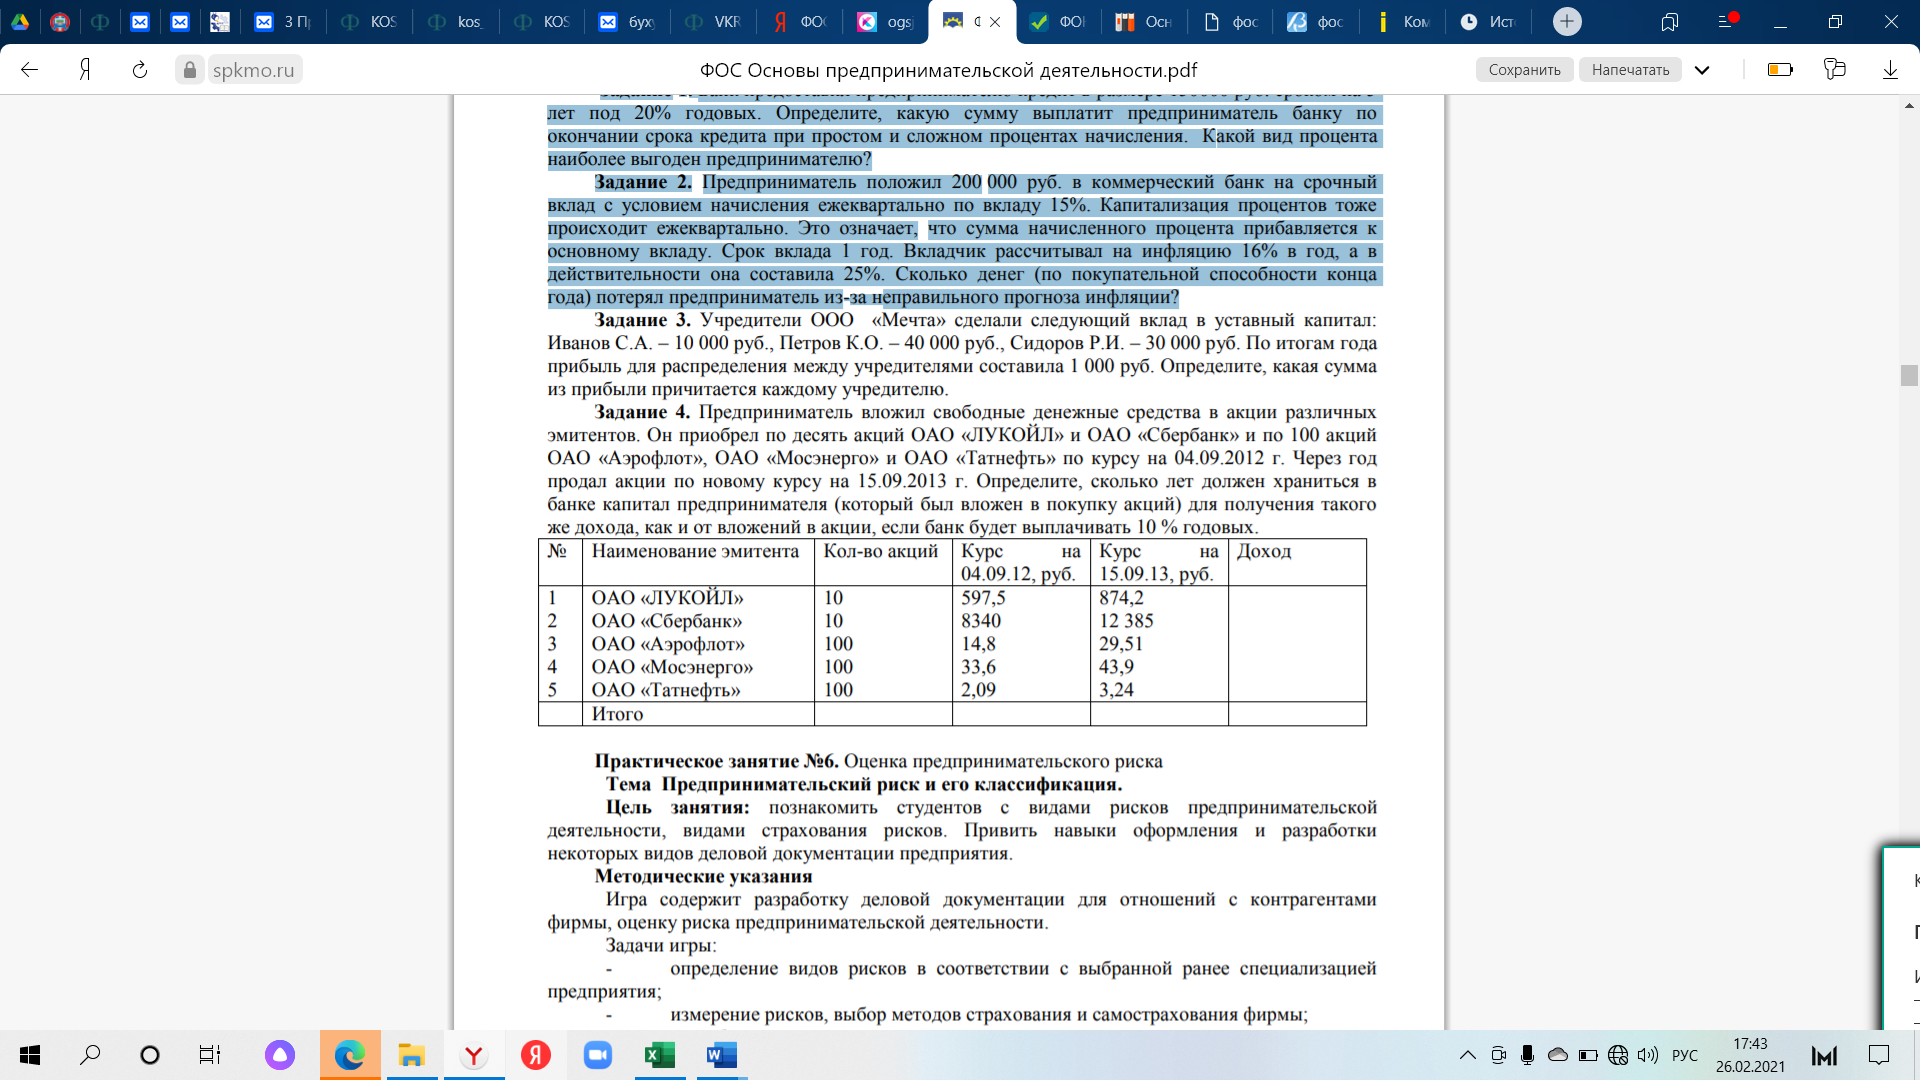 З Пр
KOS
kos_
KOS
буху
VKR
ФОС
ogsj
Ф
ФОН
Осн
фос
фос
Ком
Ист
spkmo.ru
ФОС Основы предпринимательской деятельности.pdf
Сохранить
Напечатать
лет под 20% годовых. Определите, какую сумму выплатит предприниматель банку по
окончании срока кредита при простом и сложном процентах начисления. Какой вид процента
наиболее выгоден предпринимателю?
Задание 2. Предприниматель положил 200 000 руб. в коммерческий банк на срочный
вклад с условием начисления ежеквартально по вкладу 15%. Капитализация процентов тоже
происходит ежеквартально. Это означает, что сумма начисленного процента прибавляется к
основному вкладу. Срок вклада 1 год. Вкладчик рассчитывал на инфляцию 16% в год, а в
действительности она составила 25%. Сколько денег (по покупательной способности конца
года) потерял предприниматель из-за неправильного прогноза инфляции?
Задание 3. Учредители ООО «Мечта» сделали следующий вклад в уставный капитал:
Иванов С.А. – 10 000 руб., Петров К.О. – 40 000 руб., Сидоров Р.И. – 30 000 руб. По итогам года
прибыль для распределения между учредителями составила 1 000 руб. Определите, какая сумма
из прибыли причитается каждому учредителю.
Задание 4. Предприниматель вложил свободные денежные средства в акции различных
эмитентов. Он приобрел по десять акций ОАО «ЛУКОЙЛ» и ОАО «Сбербанк» и по 100 акций
ОАО «Аэрофлот», ОАО «Мосэнерго» и ОАО «Татнефть» по курсу на 04.09.2012 г. Через год
продал акции по новому курсу на 15.09.2013 г. Определите, сколько лет должен храниться в
банке капитал предпринимателя (который был вложен в покупку акций) для получения такого
же дохода, как и от вложений в акции, если банк будет выплачивать 10 % годовых.
№ Наименование эмитента Кол-во акций Курс на 04.09.12, руб. Курс на 15.09.13, руб. Доход
1 ОАО «ЛУКОЙЛ» 10 597,5 874,2
2 ОАО «Сбербанк» 10 8340 12 385
3 ОАО «Аэрофлот» 100 14,8 29,51
4 ОАО «Мосэнерго» 100 33,6 43,9
5 ОАО «Татнефть» 100 2,09 3,24
Итого
Практическое занятие №6. Оценка предпринимательского риска
Тема Предпринимательский риск и его классификация.
Цель занятия: познакомить студентов с видами рисков предпринимательской
деятельности, видами страхования рисков. Привить навыки оформления и разработки
некоторых видов деловой документации предприятия.
Методические указания
Игра содержит разработку деловой документации для отношений с контрагентами
фирмы, оценку риска предпринимательской деятельности.
Задачи игры:
- определение видов рисков в соответствии с выбранной ранее специализацией
предприятия;
- измерение рисков, выбор методов страхования и самострахования фирмы;
РУС
17:43
26.02.2021